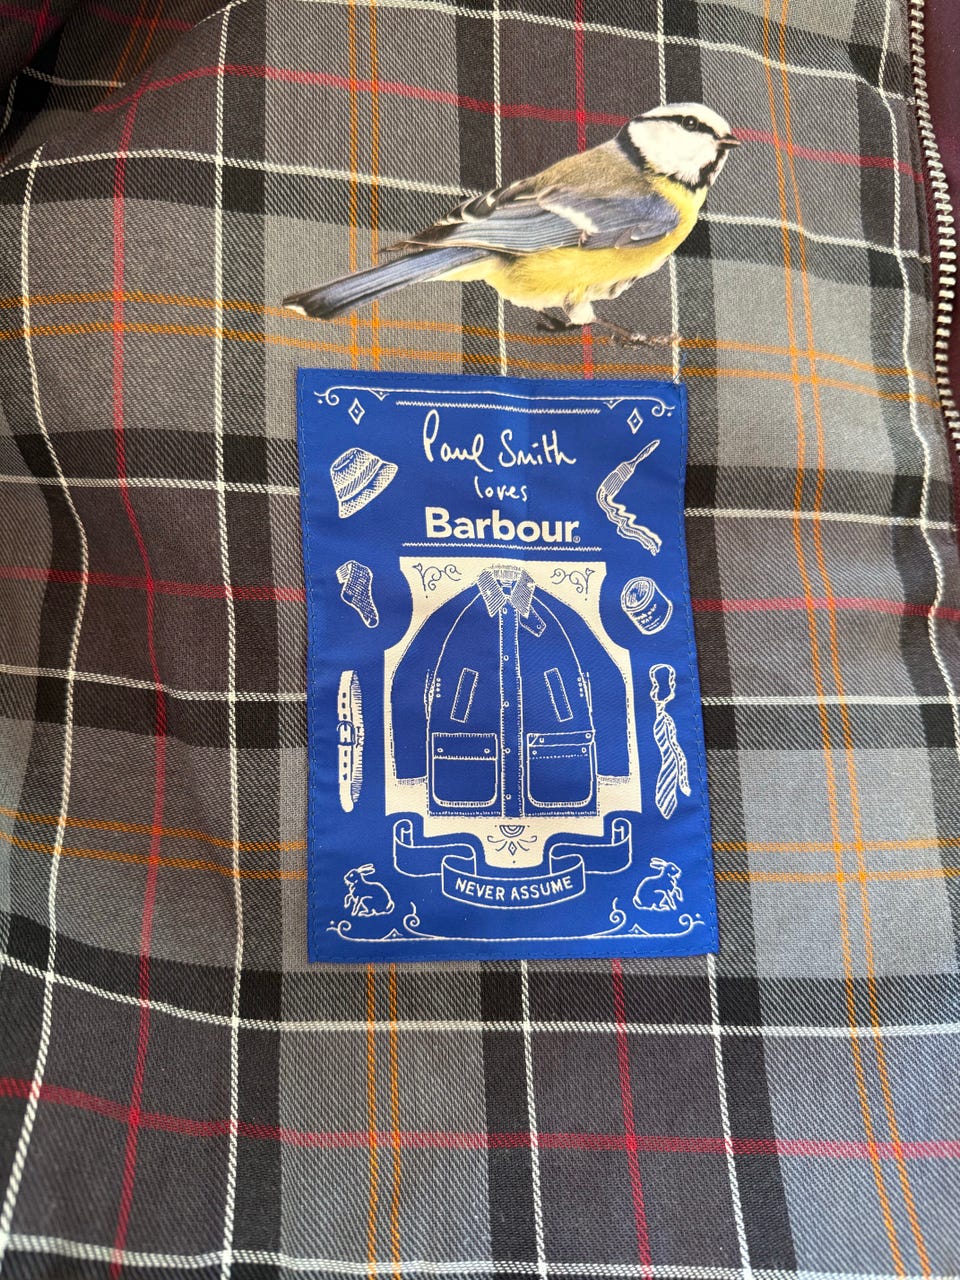 Paul Smith
loves
Barbour®
NEVER ASSUME